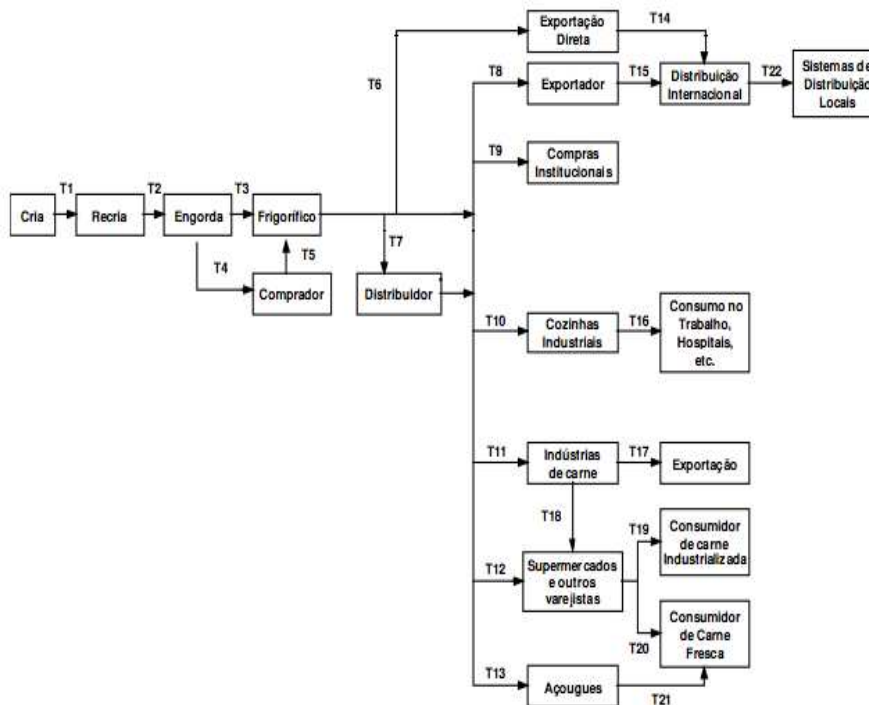 Exportação
Direta
T14
T6
T8
Exportador
T15
Distribuição
Internacional
T22
Sistemas de
Distribuição
Locais
T9
Compras
Institucionais
Cria
T1
Recria
T2
Engorda
T3
Frigorífico
T4
T5
Comprador
T7
Distribuidor
T10
Cozinhas
Industriais
T16
Consumo no
Trabalho,
Hospitais,
etc.
T11
Indústrias
de carne
T17
Exportação
T18
T12
Supermercados
e outros
varejistas
T19
Consumidor
de carne
Industrializada
T20
Consumidor
de Carne
Fresca
T13
Açougues
T21